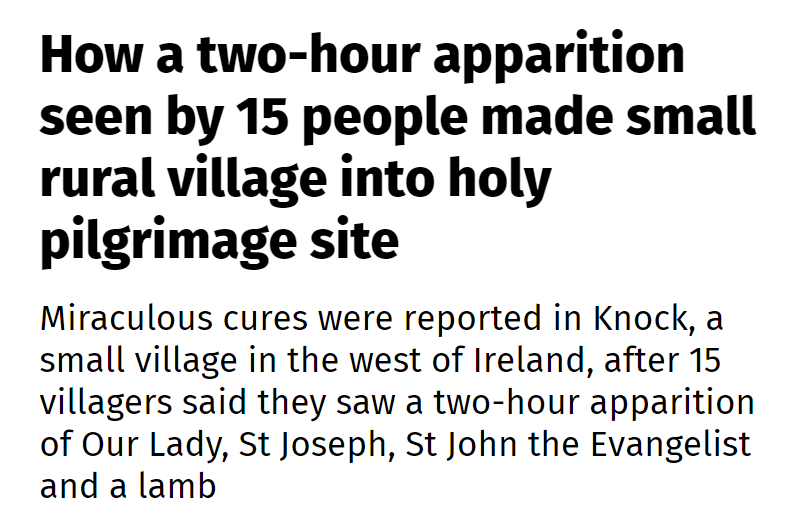 How a two-hour apparition
seen by 15 people made small
rural village into holy
pilgrimage site
Miraculous cures were reported in Knock, a
small village in the west of Ireland, after 15
villagers said they saw a two-hour apparition
of Our Lady, St Joseph, St John the Evangelist
and a lamb